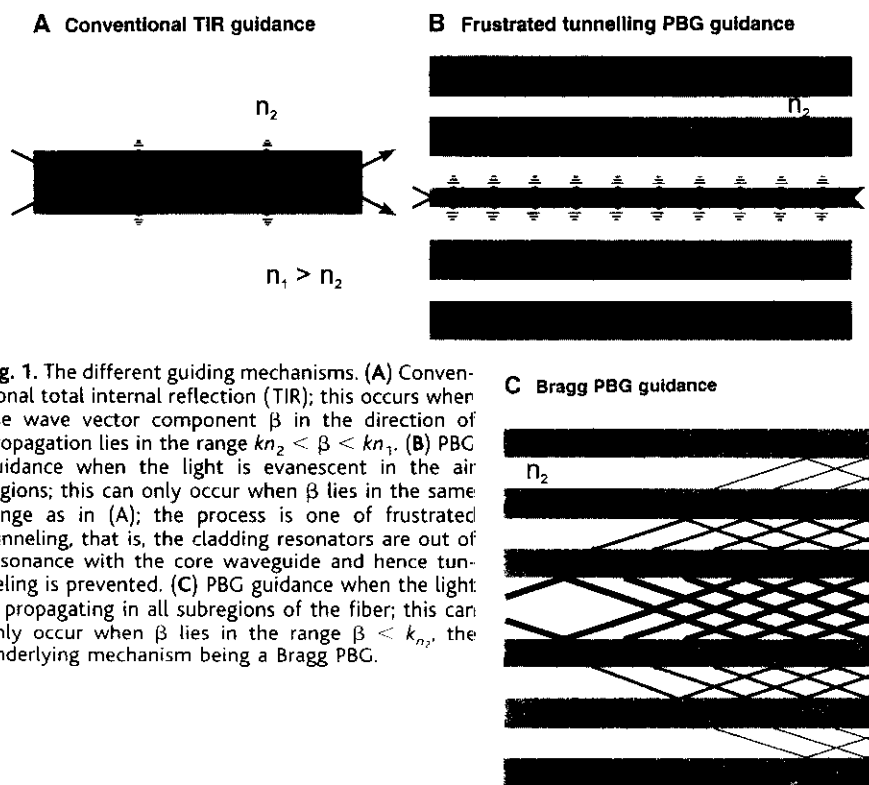 A Conventional TIR guidance
n₂
n₁ > n₂
B Frustrated tunnelling PBG guidance
n₂
g. 1. The different guiding mechanisms. (A) Conven-
onal total internal reflection (TIR); this occurs when
e wave vector component β in the direction of
ropagation lies in the range kn₂ < β < kn₁. (B) PBG
uidance when the light is evanescent in the air
gions; this can only occur when β lies in the same
nge as in (A); the process is one of frustrated
nneling, that is, the cladding resonators are out of
sonance with the core waveguide and hence tun-
eling is prevented. (C) PBG guidance when the light
propagating in all subregions of the fiber; this can
nly occur when β lies in the range β < kₙ₂, the
nderlying mechanism being a Bragg PBG.
C Bragg PBG guidance
n₂